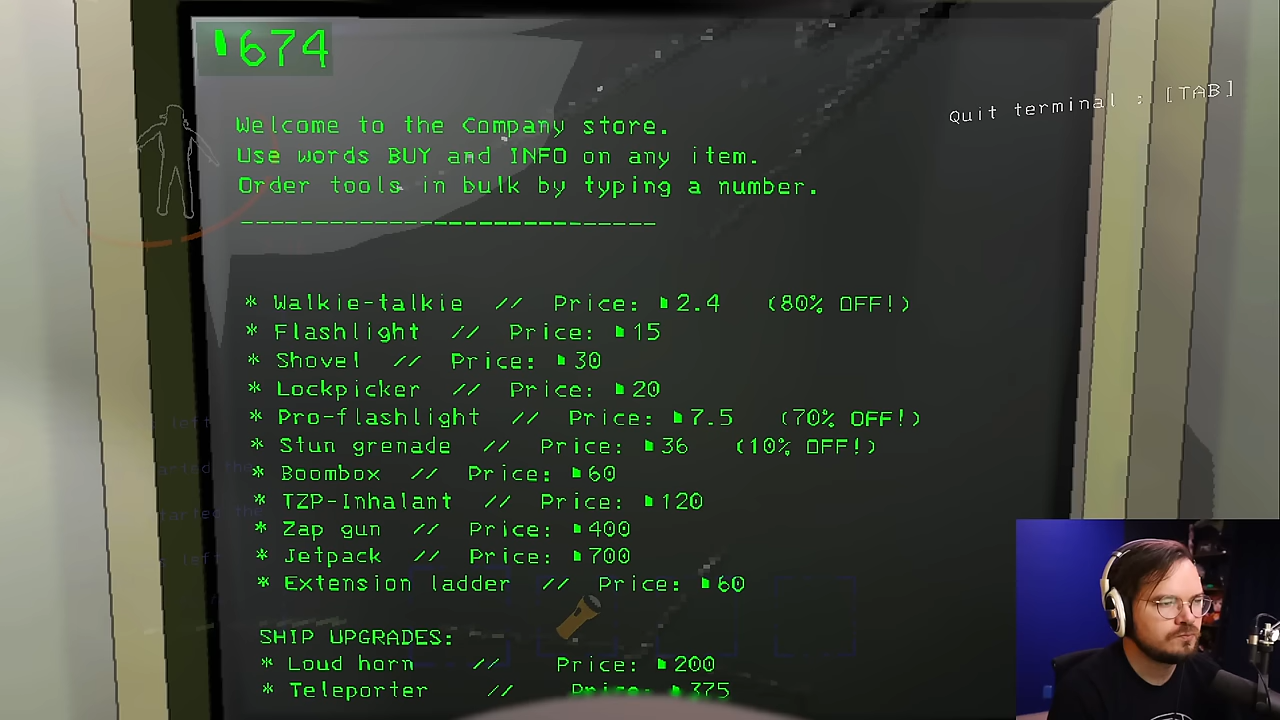 674
Quit terminal : [TAB]
Welcome to the Company store.
Use words BUY and INFO on any item.
Order tools in bulk by typing a number.
----------------------------
* Walkie-talkie // Price: ▮2.4 (80% OFF!)
* Flashlight // Price: ▮15
* Shovel // Price: ▮30
* Lockpicker // Price: ▮20
* Pro-flashlight // Price: ▮7.5 (70% OFF!)
* Stun grenade // Price: ▮36 (10% OFF!)
* Boombox // Price: ▮60
* TZP-Inhalant // Price: ▮120
* Zap gun // Price: ▮400
* Jetpack // Price: ▮700
* Extension ladder // Price: ▮60
SHIP UPGRADES:
* Loud horn // Price: ▮200
* Teleporter // Price: ▮375